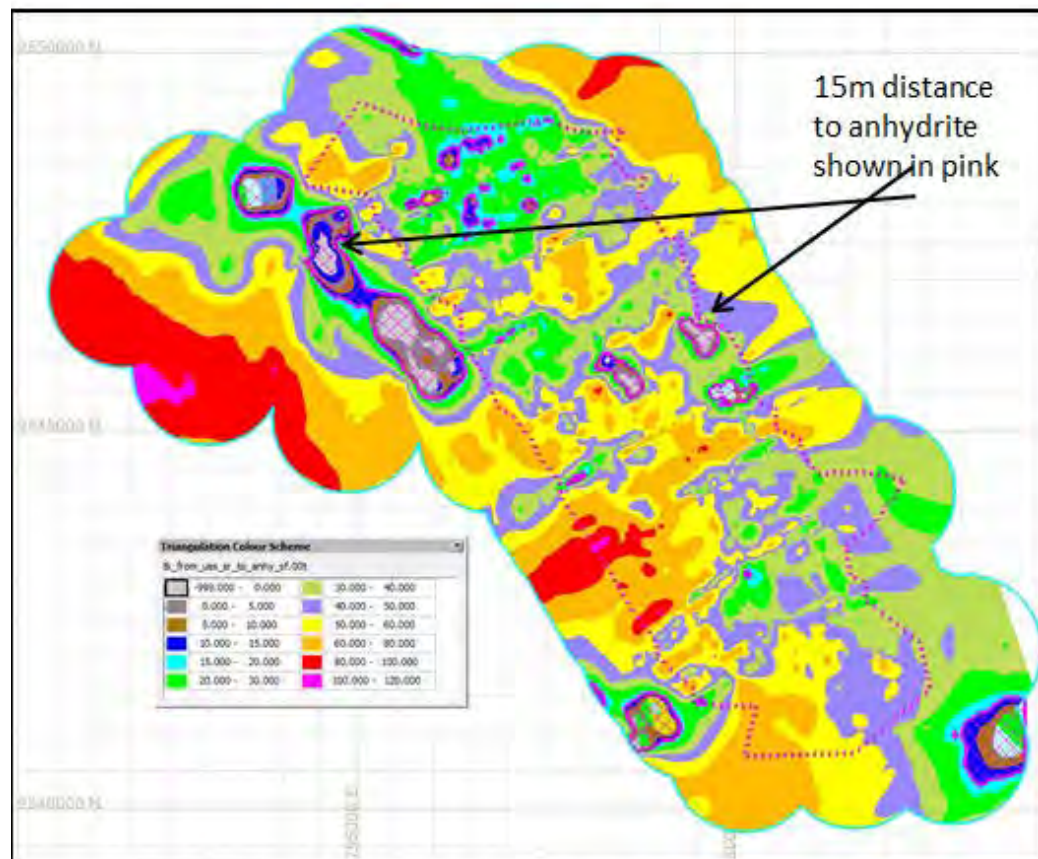 15m distance
to anhydrite
shown in pink
Triangulation Colour Scheme
-999.000 - 0.000
0.000 - 5.000
5.000 - 10.000
10.000 - 15.000
15.000 - 20.000
20.000 - 30.000
30.000 - 40.000
40.000 - 50.000
50.000 - 60.000
60.000 - 80.000
80.000 - 100.000
100.000 - 120.000